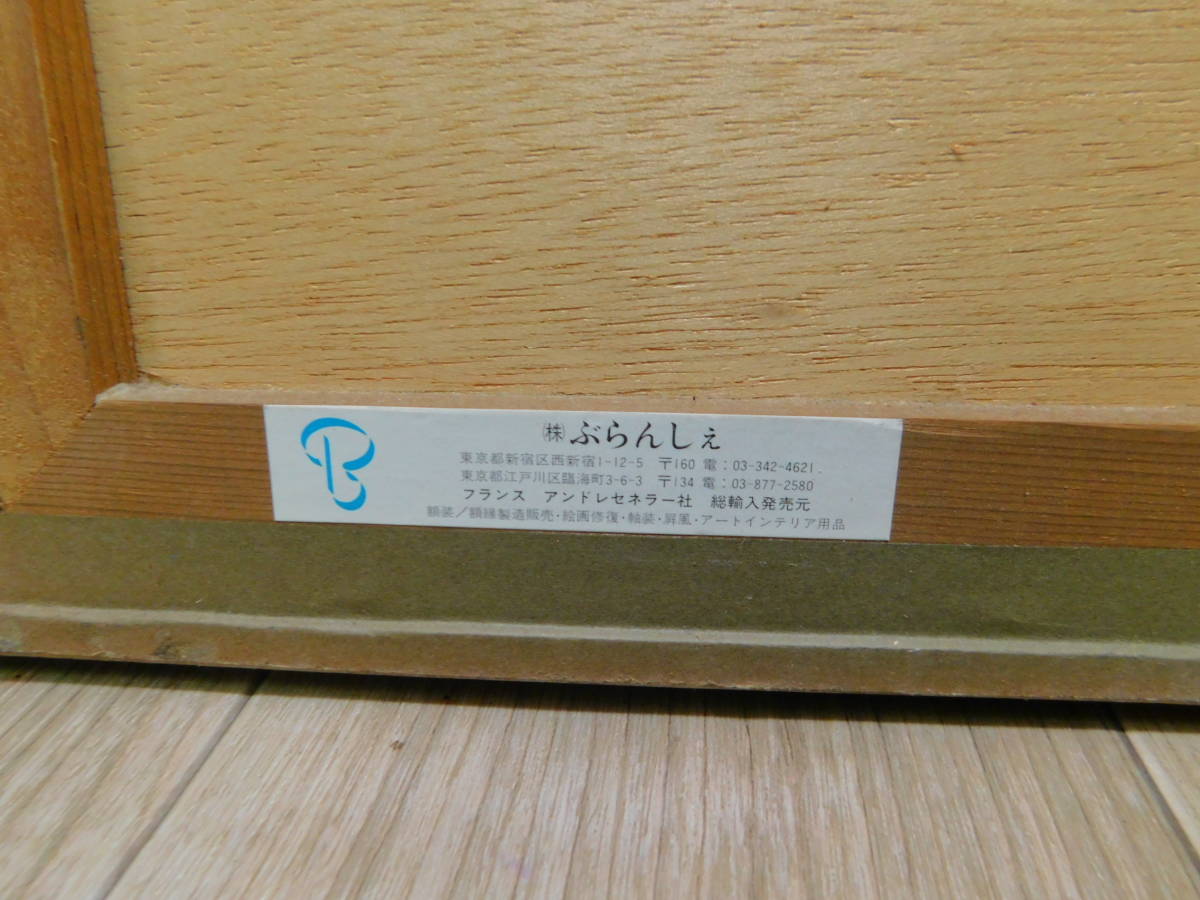 ㈱ぶらんしぇ
東京都新宿区西新宿1-12-5 〒160 電：03-342-4621
東京都江戸川区臨海町3-6-3 〒134 電：03-877-2580
フランス アンドレセネラー社 総輸入発売元
額装／額縁製造販売・絵画修復・軸装・屏風・アートインテリア用品